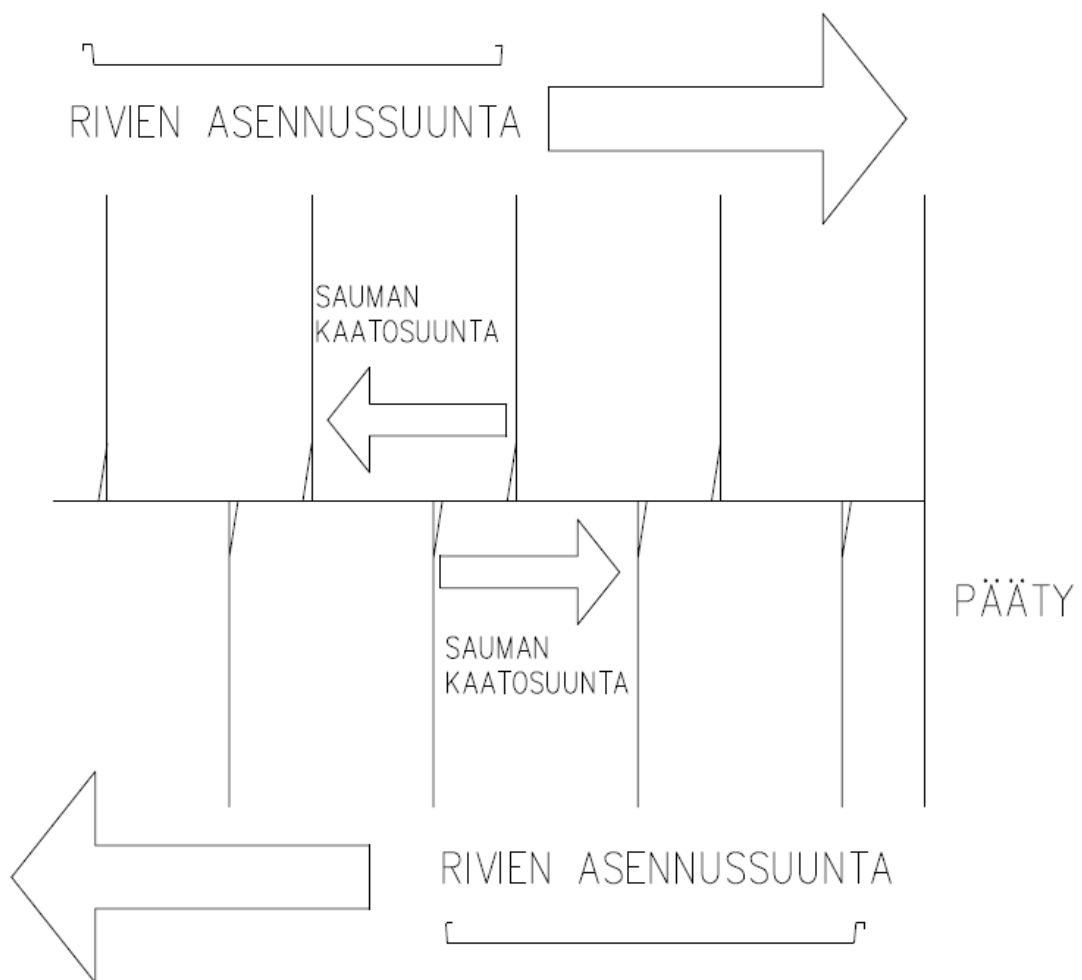 RIVIEN ASENNUSSUUNTA
SAUMAN
KAATOSUUNTA
SAUMAN
KAATOSUUNTA
PÄÄTY
RIVIEN ASENNUSSUUNTA